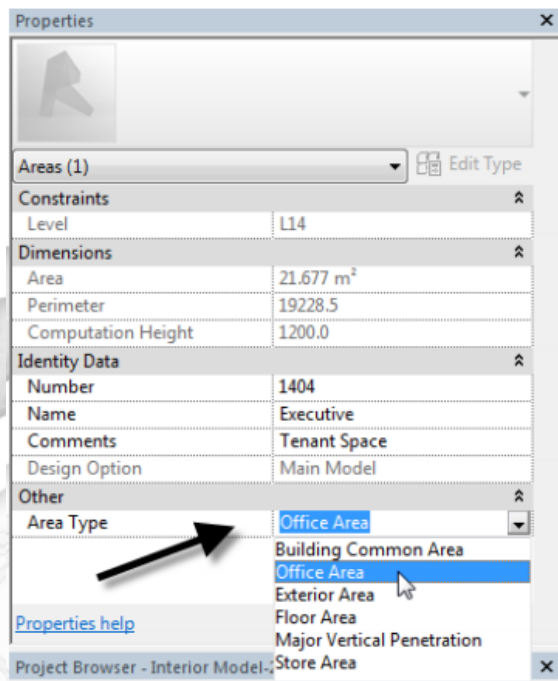 Properties
Areas (1) Edit Type
Constraints
Level L14
Dimensions
Area 21.677 m²
Perimeter 19228.5
Computation Height 1200.0
Identity Data
Number 1404
Name Executive
Comments Tenant Space
Design Option Main Model
Other
Area Type Office Area
Building Common Area
Office Area
Exterior Area
Floor Area
Properties help
Major Vertical Penetration
Project Browser - Interior Model-
Store Area